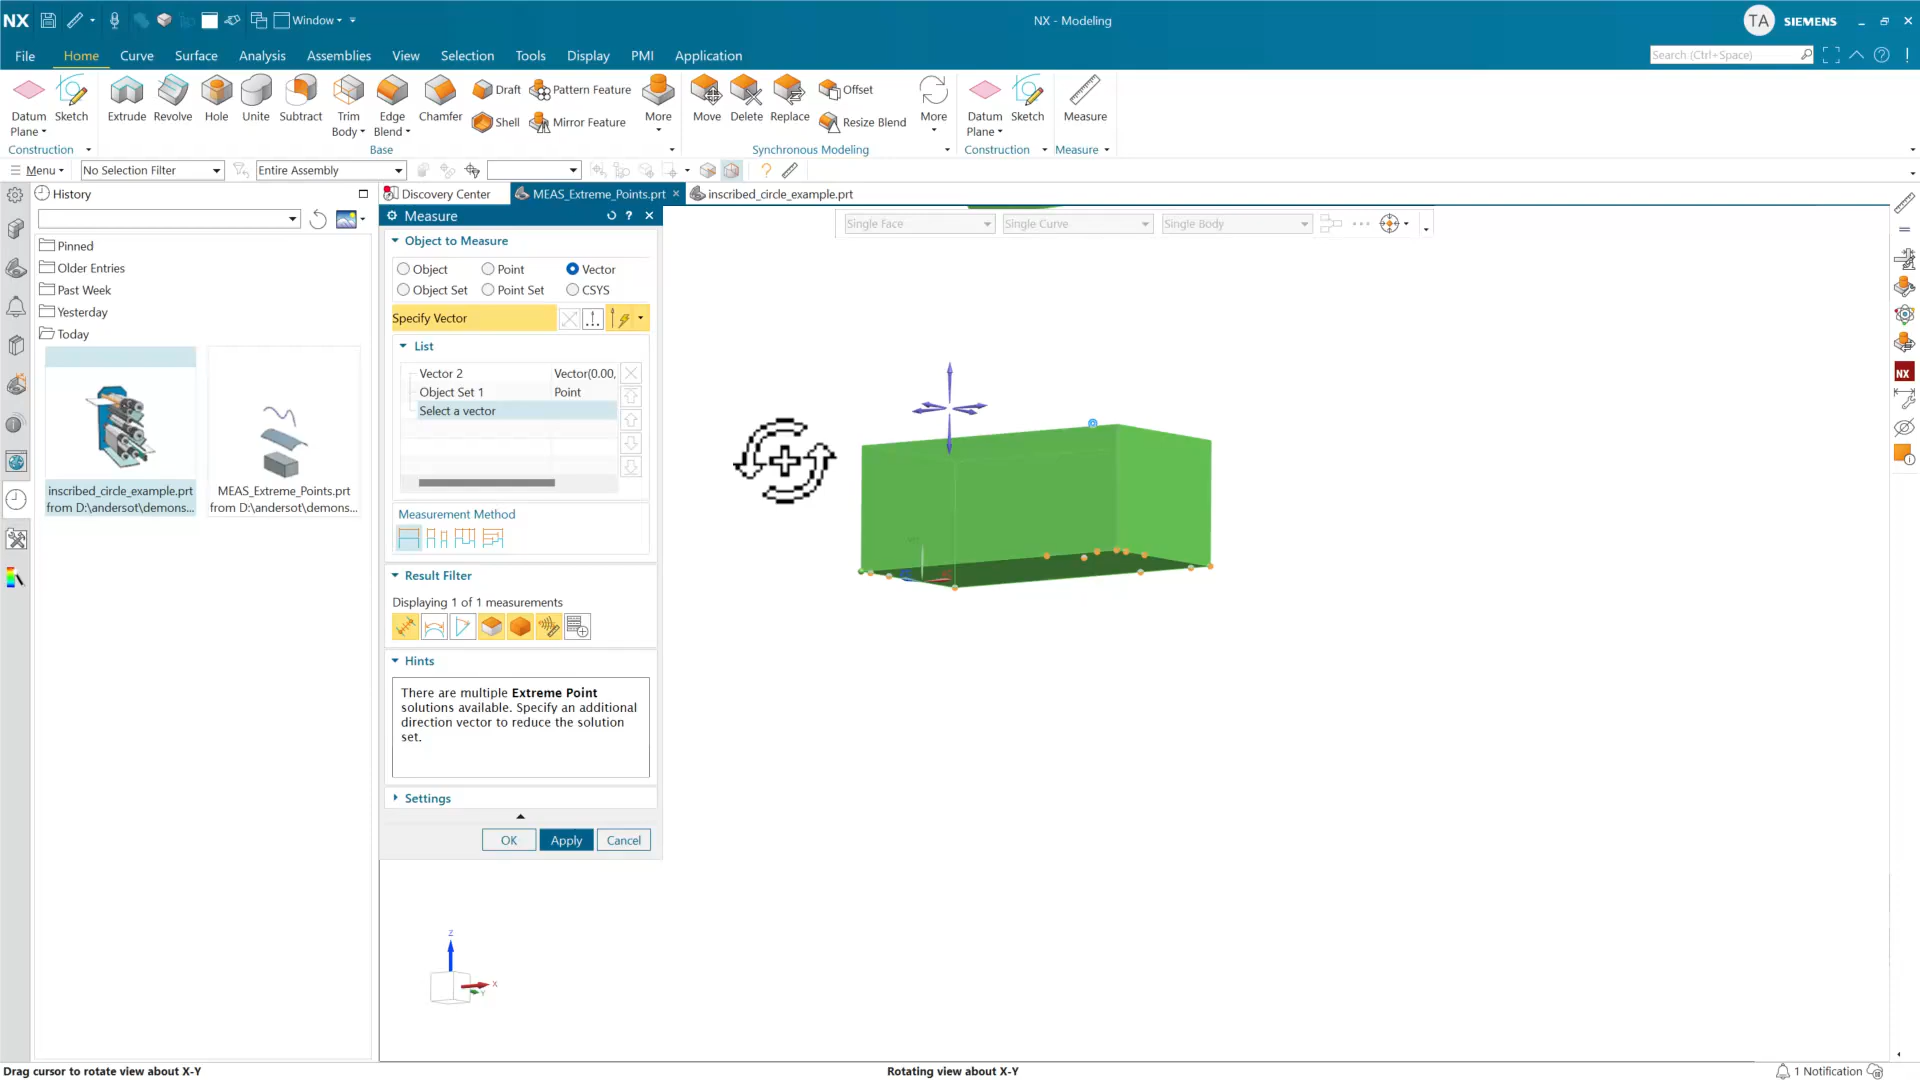 NX
Window
NX - Modeling
TA
SIEMENS
File
Home
Curve
Surface
Analysis
Assemblies
View
Selection
Tools
Display
PMI
Application
Search (Ctrl+Space)
Datum
Plane
Sketch
Extrude
Revolve
Hole
Unite
Subtract
Trim
Body
Edge
Blend
Chamfer
Draft
Shell
Pattern Feature
Mirror Feature
More
Move
Delete
Replace
Offset
Resize Blend
More
Datum
Plane
Sketch
Measure
Construction
Base
Synchronous Modeling
Construction
Measure
Menu
No Selection Filter
Entire Assembly
History
Discovery Center
MEAS_Extreme_Points.prt
inscribed_circle_example.prt
Pinned
Older Entries
Past Week
Yesterday
Today
inscribed_circle_example.prt
from D:\andersot\demons...
MEAS_Extreme_Points.prt
from D:\andersot\demons...
Measure
Object to Measure
Object
Point
Vector
Object Set
Point Set
CSYS
Specify Vector
List
Vector 2
Vector(0.00,
Object Set 1
Point
Select a vector
Measurement Method
Result Filter
Displaying 1 of 1 measurements
Hints
There are multiple Extreme Point
solutions available. Specify an additional
direction vector to reduce the solution
set.
Settings
OK
Apply
Cancel
Single Face
Single Curve
Single Body
NX
Z
X
Y
Drag cursor to rotate view about X-Y
Rotating view about X-Y
1 Notification